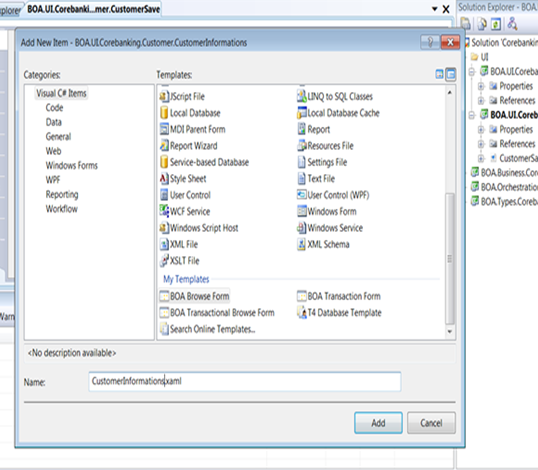 xplorer
BOA.UI.Corebanki...mer.CustomerSave
Solution Explorer - BOA.
Add New Item - BOA.UI.Corebanking.Customer.CustomerInformations
Solution 'Corebankin
UI
BOA.UI.Coreba
Properties
References
BOA.UI.Coreb
Properties
References
CustomerSa
BOA.Business.Cor
BOA.Orchestration
BOA.Types.Coreb
Categories:
Visual C# Items
Code
Data
General
Web
Windows Forms
WPF
Reporting
Workflow
Templates:
JScript File
LINQ to SQL Classes
Local Database
Local Database Cache
MDI Parent Form
Report
Report Wizard
Resources File
Service-based Database
Settings File
Style Sheet
Text File
User Control
User Control (WPF)
WCF Service
Windows Form
Windows Script Host
Windows Service
XML File
XML Schema
XSLT File
My Templates
BOA Browse Form
BOA Transaction Form
BOA Transactional Browse Form
T4 Database Template
Search Online Templates...
Warn
<No description available>
Name:
CustomerInformations.xaml
Add
Cancel